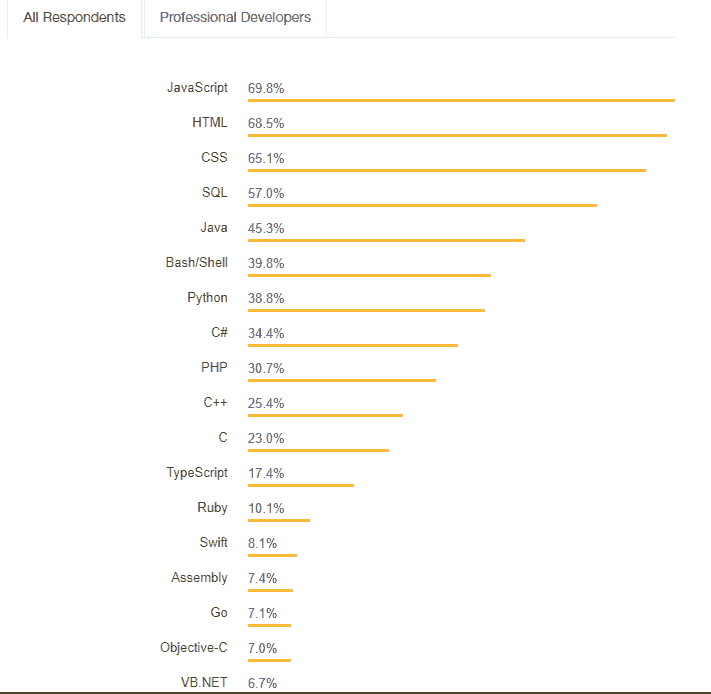 All Respondents Professional Developers
JavaScript 69.8%
HTML 68.5%
CSS 65.1%
SQL 57.0%
Java 45.3%
Bash/Shell 39.8%
Python 38.8%
C# 34.4%
PHP 30.7%
C++ 25.4%
C 23.0%
TypeScript 17.4%
Ruby 10.1%
Swift 8.1%
Assembly 7.4%
Go 7.1%
Objective-C 7.0%
VB.NET 6.7%